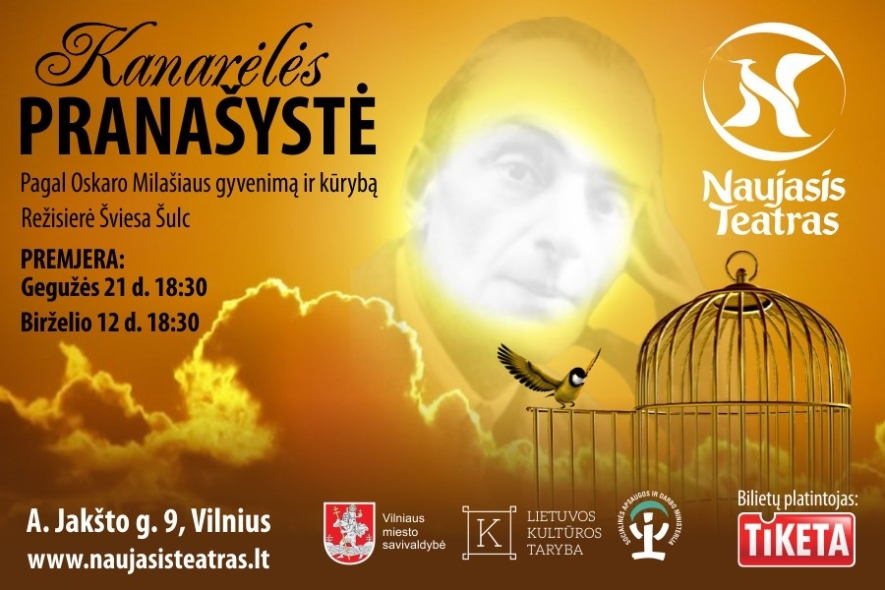 Kanarėlės
PRANAŠYSTĖ
Pagal Oskaro Milašiaus gyvenimą ir kūrybą
Režisierė Šviesa Šulc
PREMJERA:
Gegužės 21 d. 18:30
Birželio 12 d. 18:30
Naujasis
Teatras
A. Jakšto g. 9, Vilnius
www.naujasisteatras.lt
Vilniaus
miesto
savivaldybė
K
LIETUVOS
KULTŪROS
TARYBA
SOCIALINĖS APSAUGOS IR DARBO MINISTERIJA
Bilietų platintojas:
TiKETA